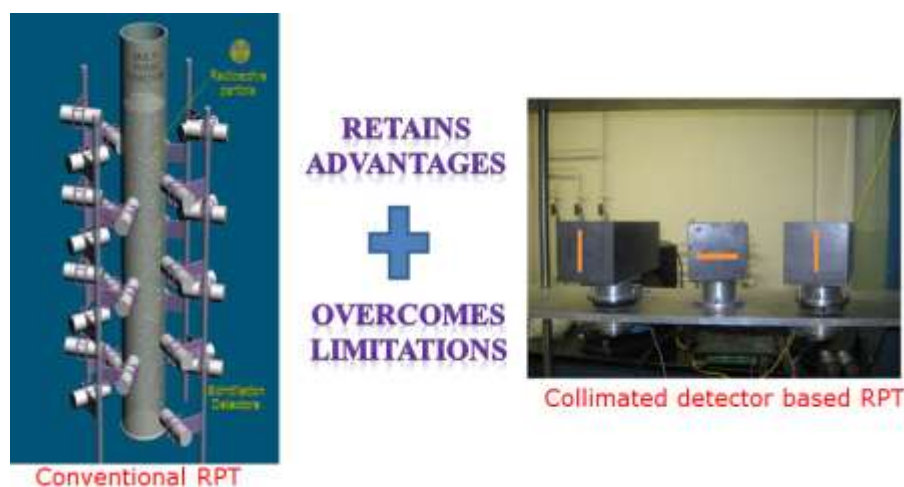 Radioactive
particle
Scintillation
Detectors
Conventional RPT
RETAINS
ADVANTAGES
OVERCOMES
LIMITATIONS
Collimated detector based RPT